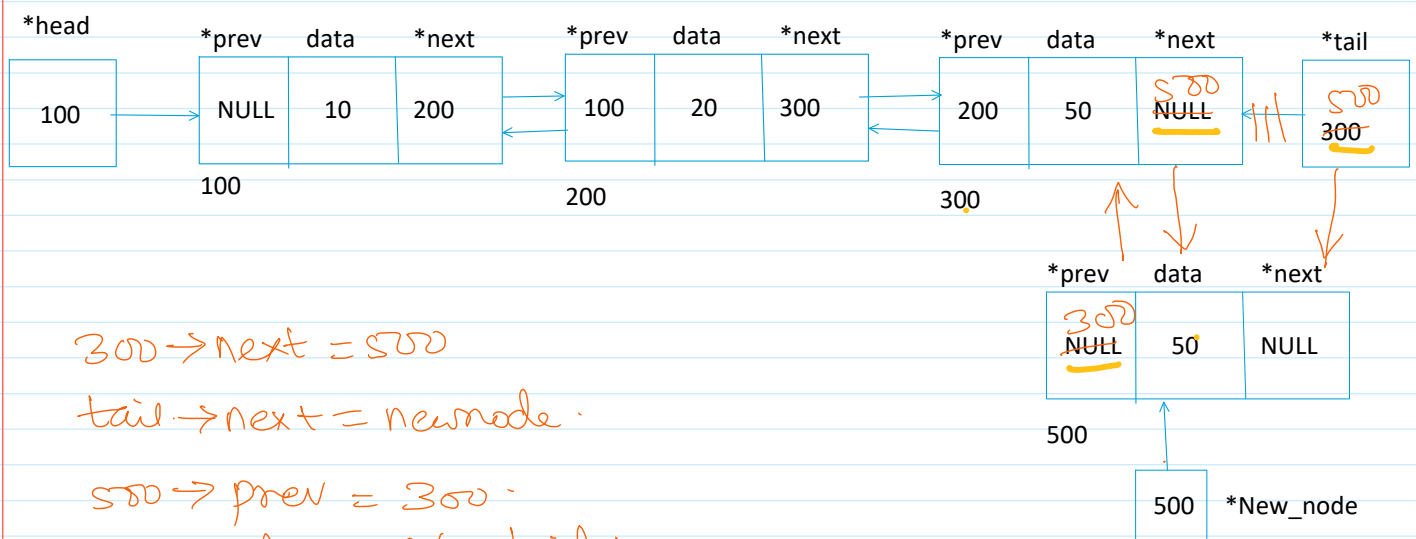 *head
*prev data *next
*prev data *next
*prev data *next
*tail
100
NULL 10 200
100 20 300
200 50 NULL
500
500
300
100
200
300
*prev data *next
300
NULL 50 NULL
500
500 *New_node
300 → next = 500
tail → next = newnode.
500 → prev = 300.